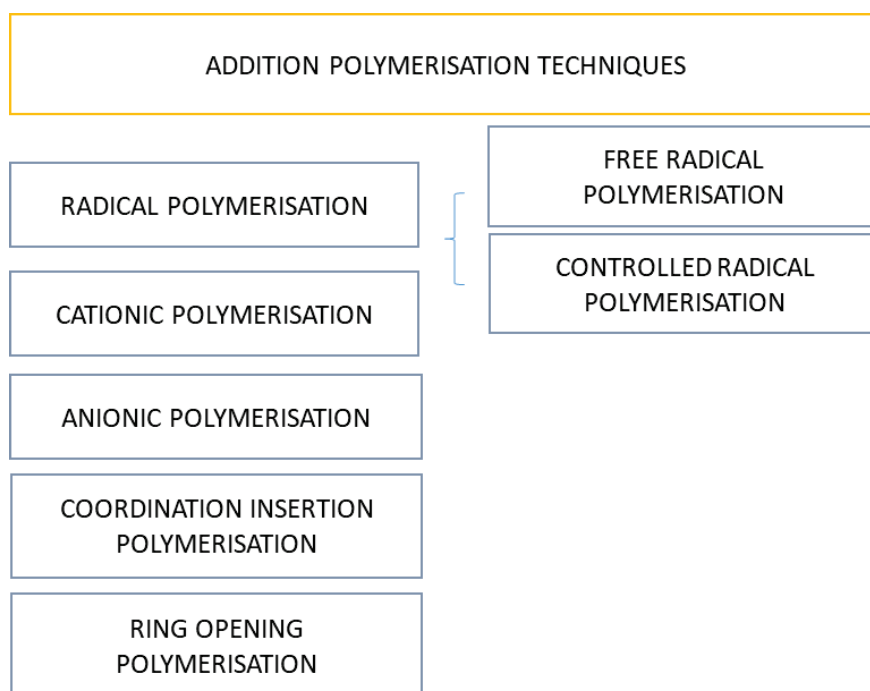 ADDITION POLYMERISATION TECHNIQUES
RADICAL POLYMERISATION
FREE RADICAL
POLYMERISATION
CONTROLLED RADICAL
POLYMERISATION
CATIONIC POLYMERISATION
ANIONIC POLYMERISATION
COORDINATION INSERTION
POLYMERISATION
RING OPENING
POLYMERISATION